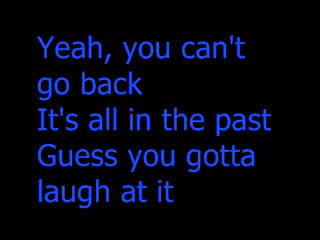 Yeah, you can't
go back
It's all in the past
Guess you gotta
laugh at it